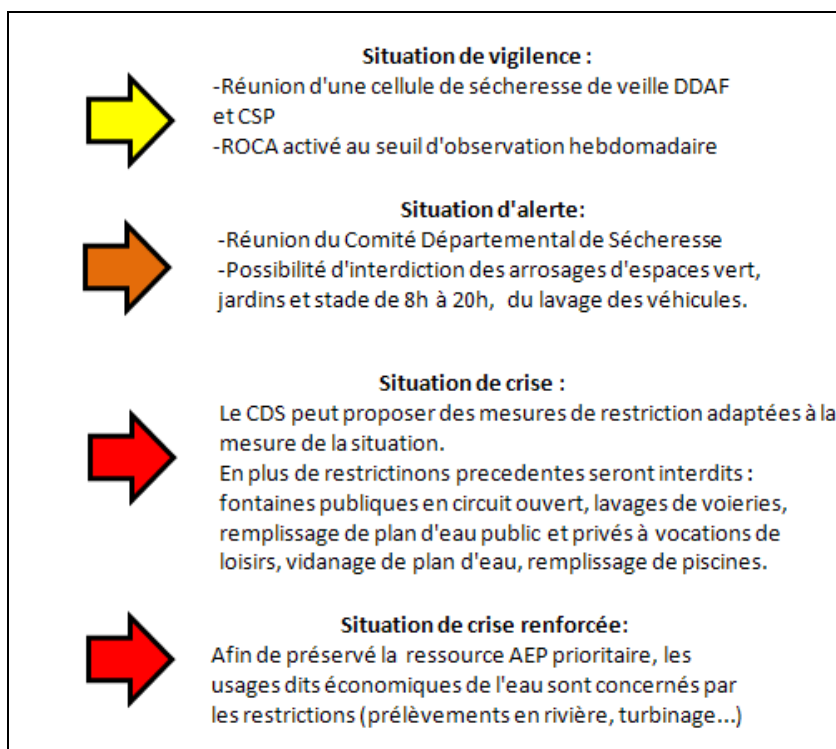 Situation de vigilence :
-Réunion d'une cellule de sécheresse de veille DDAF
et CSP
-ROCA activé au seuil d'observation hebdomadaire
Situation d'alerte:
-Réunion du Comité Départemental de Sécheresse
-Possibilité d'interdiction des arrosages d'espaces vert,
jardins et stade de 8h à 20h, du lavage des véhicules.
Situation de crise :
Le CDS peut proposer des mesures de restriction adaptées à la
mesure de la situation.
En plus de restrictinons precedentes seront interdits :
fontaines publiques en circuit ouvert, lavages de voieries,
remplissage de plan d'eau public et privés à vocations de
loisirs, vidanage de plan d'eau, remplissage de piscines.
Situation de crise renforcée:
Afin de préservé la ressource AEP prioritaire, les
usages dits économiques de l'eau sont concernés par
les restrictions (prélèvements en rivière, turbinage...)